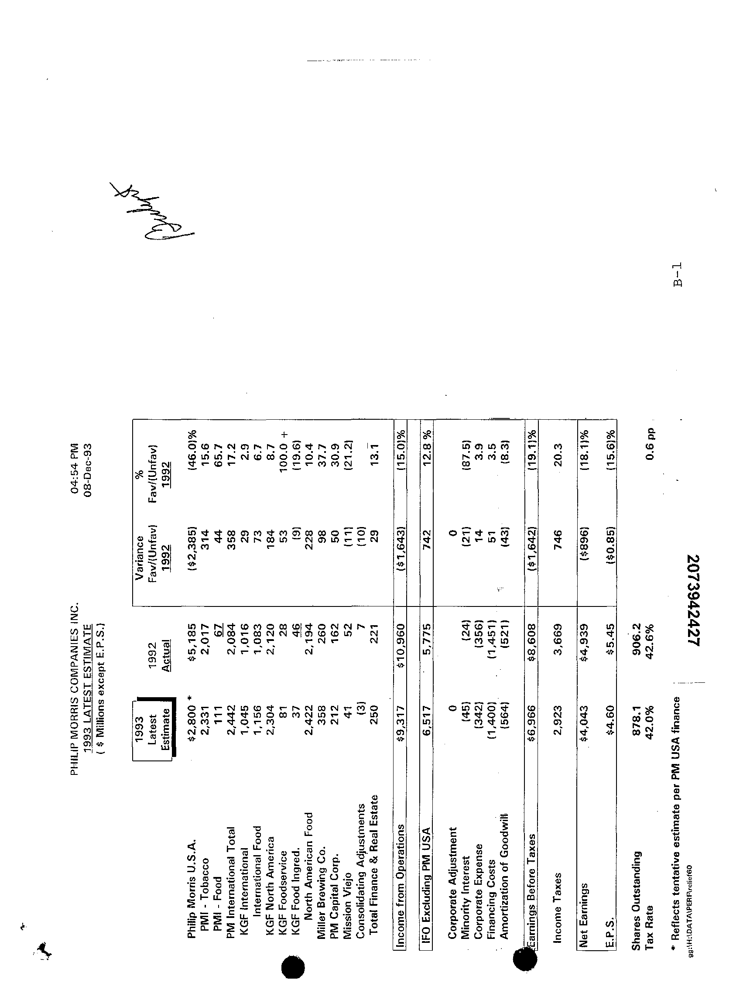 PHILIP MORRIS COMPANIES INC. 04:54 PM
1993 LATEST ESTIMATE 08-Dec-93
( $ Millions except E.P.S.)
1993 Variance %
Latest 1992 Fav/(Unfav) Fav/(Unfav)
Estimate Actual 1992 1992
Philip Morris U.S.A. $2,800 * $5,185 ($2,385) (46.0)%
PMI - Tobacco 2,331 2,017 314 15.6
PMI - Food 111 67 44 65.7
PM International Total 2,442 2,084 358 17.2
KGF International 1,045 1,016 29 2.9
International Food 1,156 1,083 73 6.7
KGF North America 2,304 2,120 184 8.7
KGF Foodservice 81 28 53 100.0 +
KGF Food Ingred. 37 46 (9) (19.6)
North American Food 2,422 2,194 228 10.4
Miller Brewing Co. 358 260 98 37.7
PM Capital Corp. 212 162 50 30.9
Mission Viejo 41 52 (11) (21.2)
Consolidating Adjustments (3) 7 (10)
Total Finance & Real Estate 250 221 29 13.1
Income from Operations $9,317 $10,960 ($1,643) (15.0)%
IFO Excluding PM USA 6,517 5,775 742 12.8 %
Corporate Adjustment 0 0
Minority Interest (45) (24) (21) (87.5)
Corporate Expense (342) (356) 14 3.9
Financing Costs (1,400) (1,451) 51 3.5
Amortization of Goodwill (564) (521) (43) (8.3)
Earnings Before Taxes $6,966 $8,608 ($1,642) (19.1)%
Income Taxes 2,923 3,669 746 20.3
Net Earnings $4,043 $4,939 ($896) (18.1)%
E.P.S. $4.60 $5.45 ($0.85) (15.6)%
Shares Outstanding 878.1 906.2
Tax Rate 42.0% 42.6% 0.6 pp
* Reflects tentative estimate per PM USA finance
2073942427
B-1